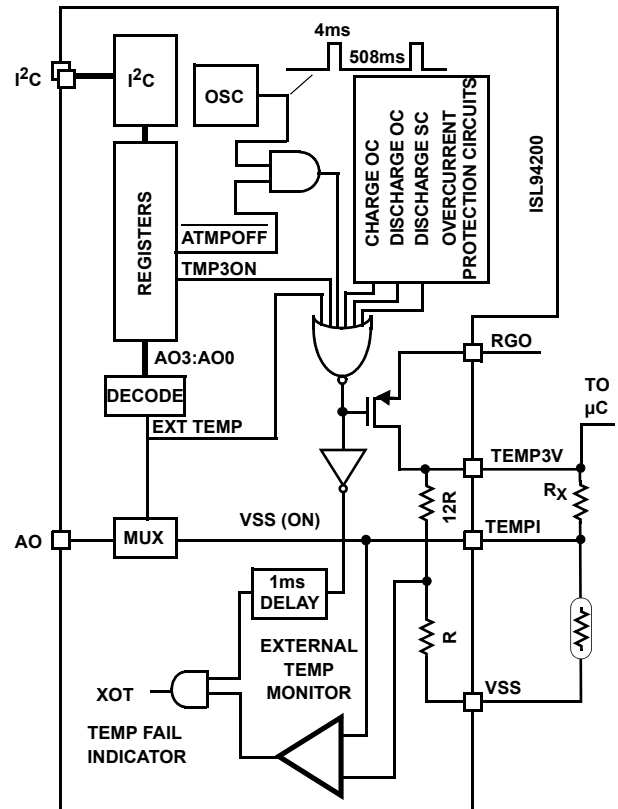 4ms
508ms
I²C
I²C
OSC
CHARGE OC
DISCHARGE OC
DISCHARGE SC
OVERCURRENT
PROTECTION CIRCUITS
ISL94200
REGISTERS
ATMPOFF
TMP3ON
AO3:AO0
DECODE
EXT TEMP
RGO
TO
µC
TEMP3V
12R
RX
AO
MUX
VSS (ON)
TEMPI
1ms
DELAY
R
EXTERNAL
TEMP
MONITOR
VSS
XOT
TEMP FAIL
INDICATOR